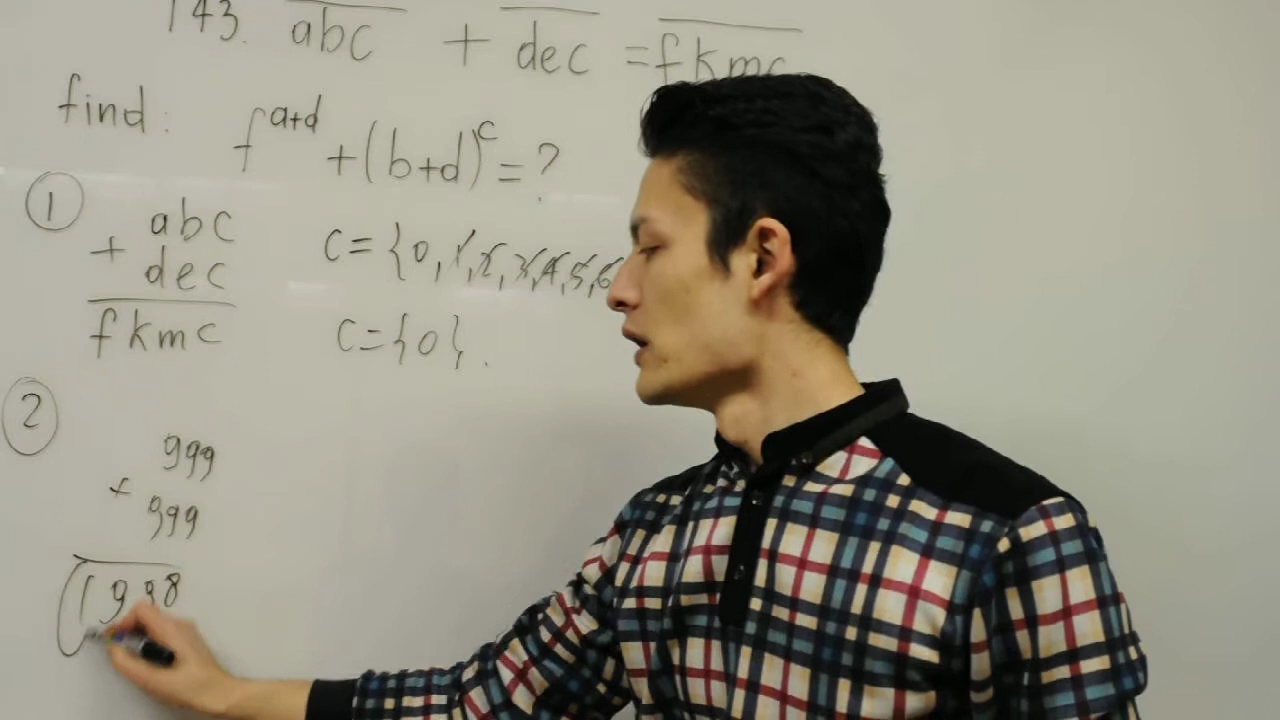 143. abc + dec = fkmc
find: f^(a+d) + (b+d)^c = ?
1
abc
+ dec
fkmc
c={0,1,2,3,4,5,6
c={0}.
2
999
+ 999
1998